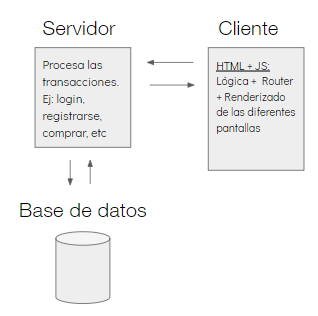 Servidor
Procesa las
transacciones.
Ej: login,
registrarse,
comprar, etc
Cliente
HTML + JS:
Lógica + Router
+ Renderizado
de las diferentes
pantallas
Base de datos